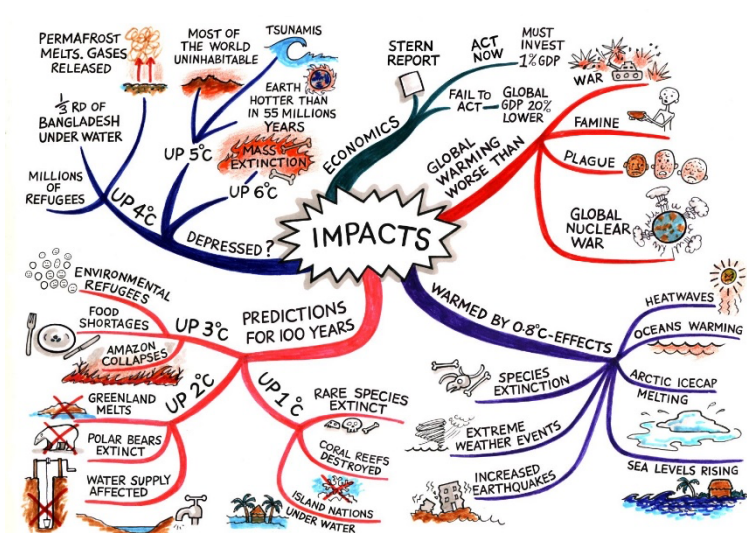 IMPACTS
ECONOMICS
STERN
REPORT
ACT
NOW
MUST
INVEST
1% GDP
FAIL TO
ACT
GLOBAL
GDP 20%
LOWER
GLOBAL
WARMING
WORSE THAN
WAR
FAMINE
PLAGUE
GLOBAL
NUCLEAR
WAR
WARMED BY 0.8°C-EFFECTS
HEATWAVES
OCEANS WARMING
ARCTIC ICECAP
MELTING
SEA LEVELS RISING
SPECIES
EXTINCTION
EXTREME
WEATHER EVENTS
INCREASED
EARTHQUAKES
PREDICTIONS
FOR 100 YEARS
UP 1°C
RARE SPECIES
EXTINCT
CORAL REEFS
DESTROYED
ISLAND NATIONS
UNDER WATER
UP 2°C
GREENLAND
MELTS
POLAR BEARS
EXTINCT
WATER SUPPLY
AFFECTED
UP 3°C
ENVIRONMENTAL
REFUGEES
FOOD
SHORTAGES
AMAZON
COLLAPSES
DEPRESSED?
UP 4°C
MILLIONS
OF
REFUGEES
1/3 RD OF
BANGLADESH
UNDER WATER
PERMAFROST
MELTS. GASES
RELEASED
UP 5°C
MOST OF
THE WORLD
UNINHABITABLE
TSUNAMIS
EARTH
HOTTER THAN
IN 55 MILLIONS
YEARS
UP 6°C
MASS
EXTINCTION